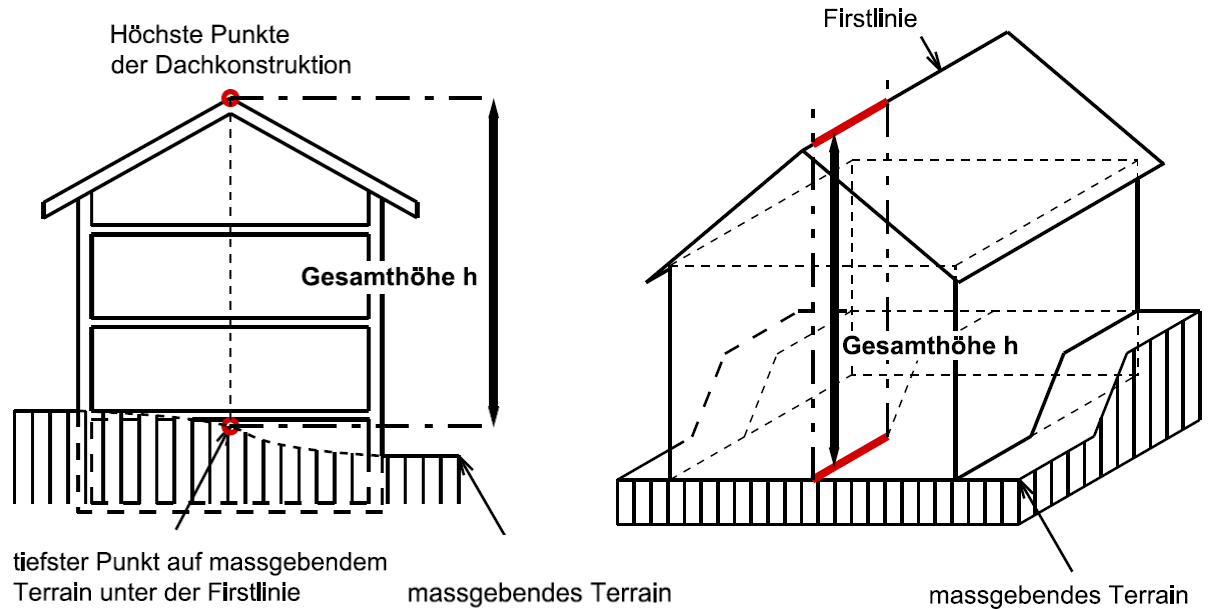 Höchste Punkte
der Dachkonstruktion
Gesamthöhe h
tiefster Punkt auf massgebendem
Terrain unter der Firstlinie
massgebendes Terrain
Firstlinie
Gesamthöhe h
massgebendes Terrain